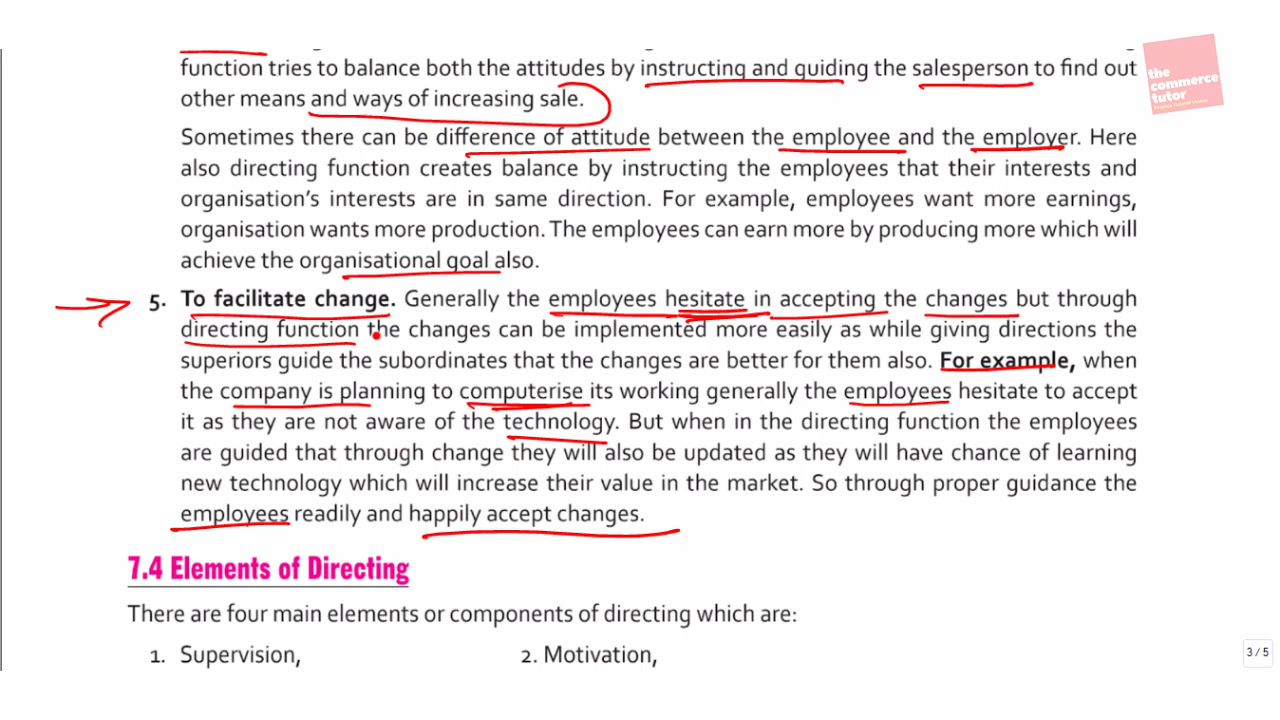 function tries to balance both the attitudes by instructing and guiding the salesperson to find out
other means and ways of increasing sale.
the
commerce
tutor
Sometimes there can be difference of attitude between the employee and the employer. Here
also directing function creates balance by instructing the employees that their interests and
organisation's interests are in same direction. For example, employees want more earnings,
organisation wants more production. The employees can earn more by producing more which will
achieve the organisational goal also.
5. To facilitate change. Generally the employees hesitate in accepting the changes but through
directing function the changes can be implemented more easily as while giving directions the
superiors guide the subordinates that the changes are better for them also. For example, when
the company is planning to computerise its working generally the employees hesitate to accept
it as they are not aware of the technology. But when in the directing function the employees
are guided that through change they will also be updated as they will have chance of learning
new technology which will increase their value in the market. So through proper guidance the
employees readily and happily accept changes.
7.4 Elements of Directing
There are four main elements or components of directing which are:
1. Supervision, 2. Motivation,
3 / 5